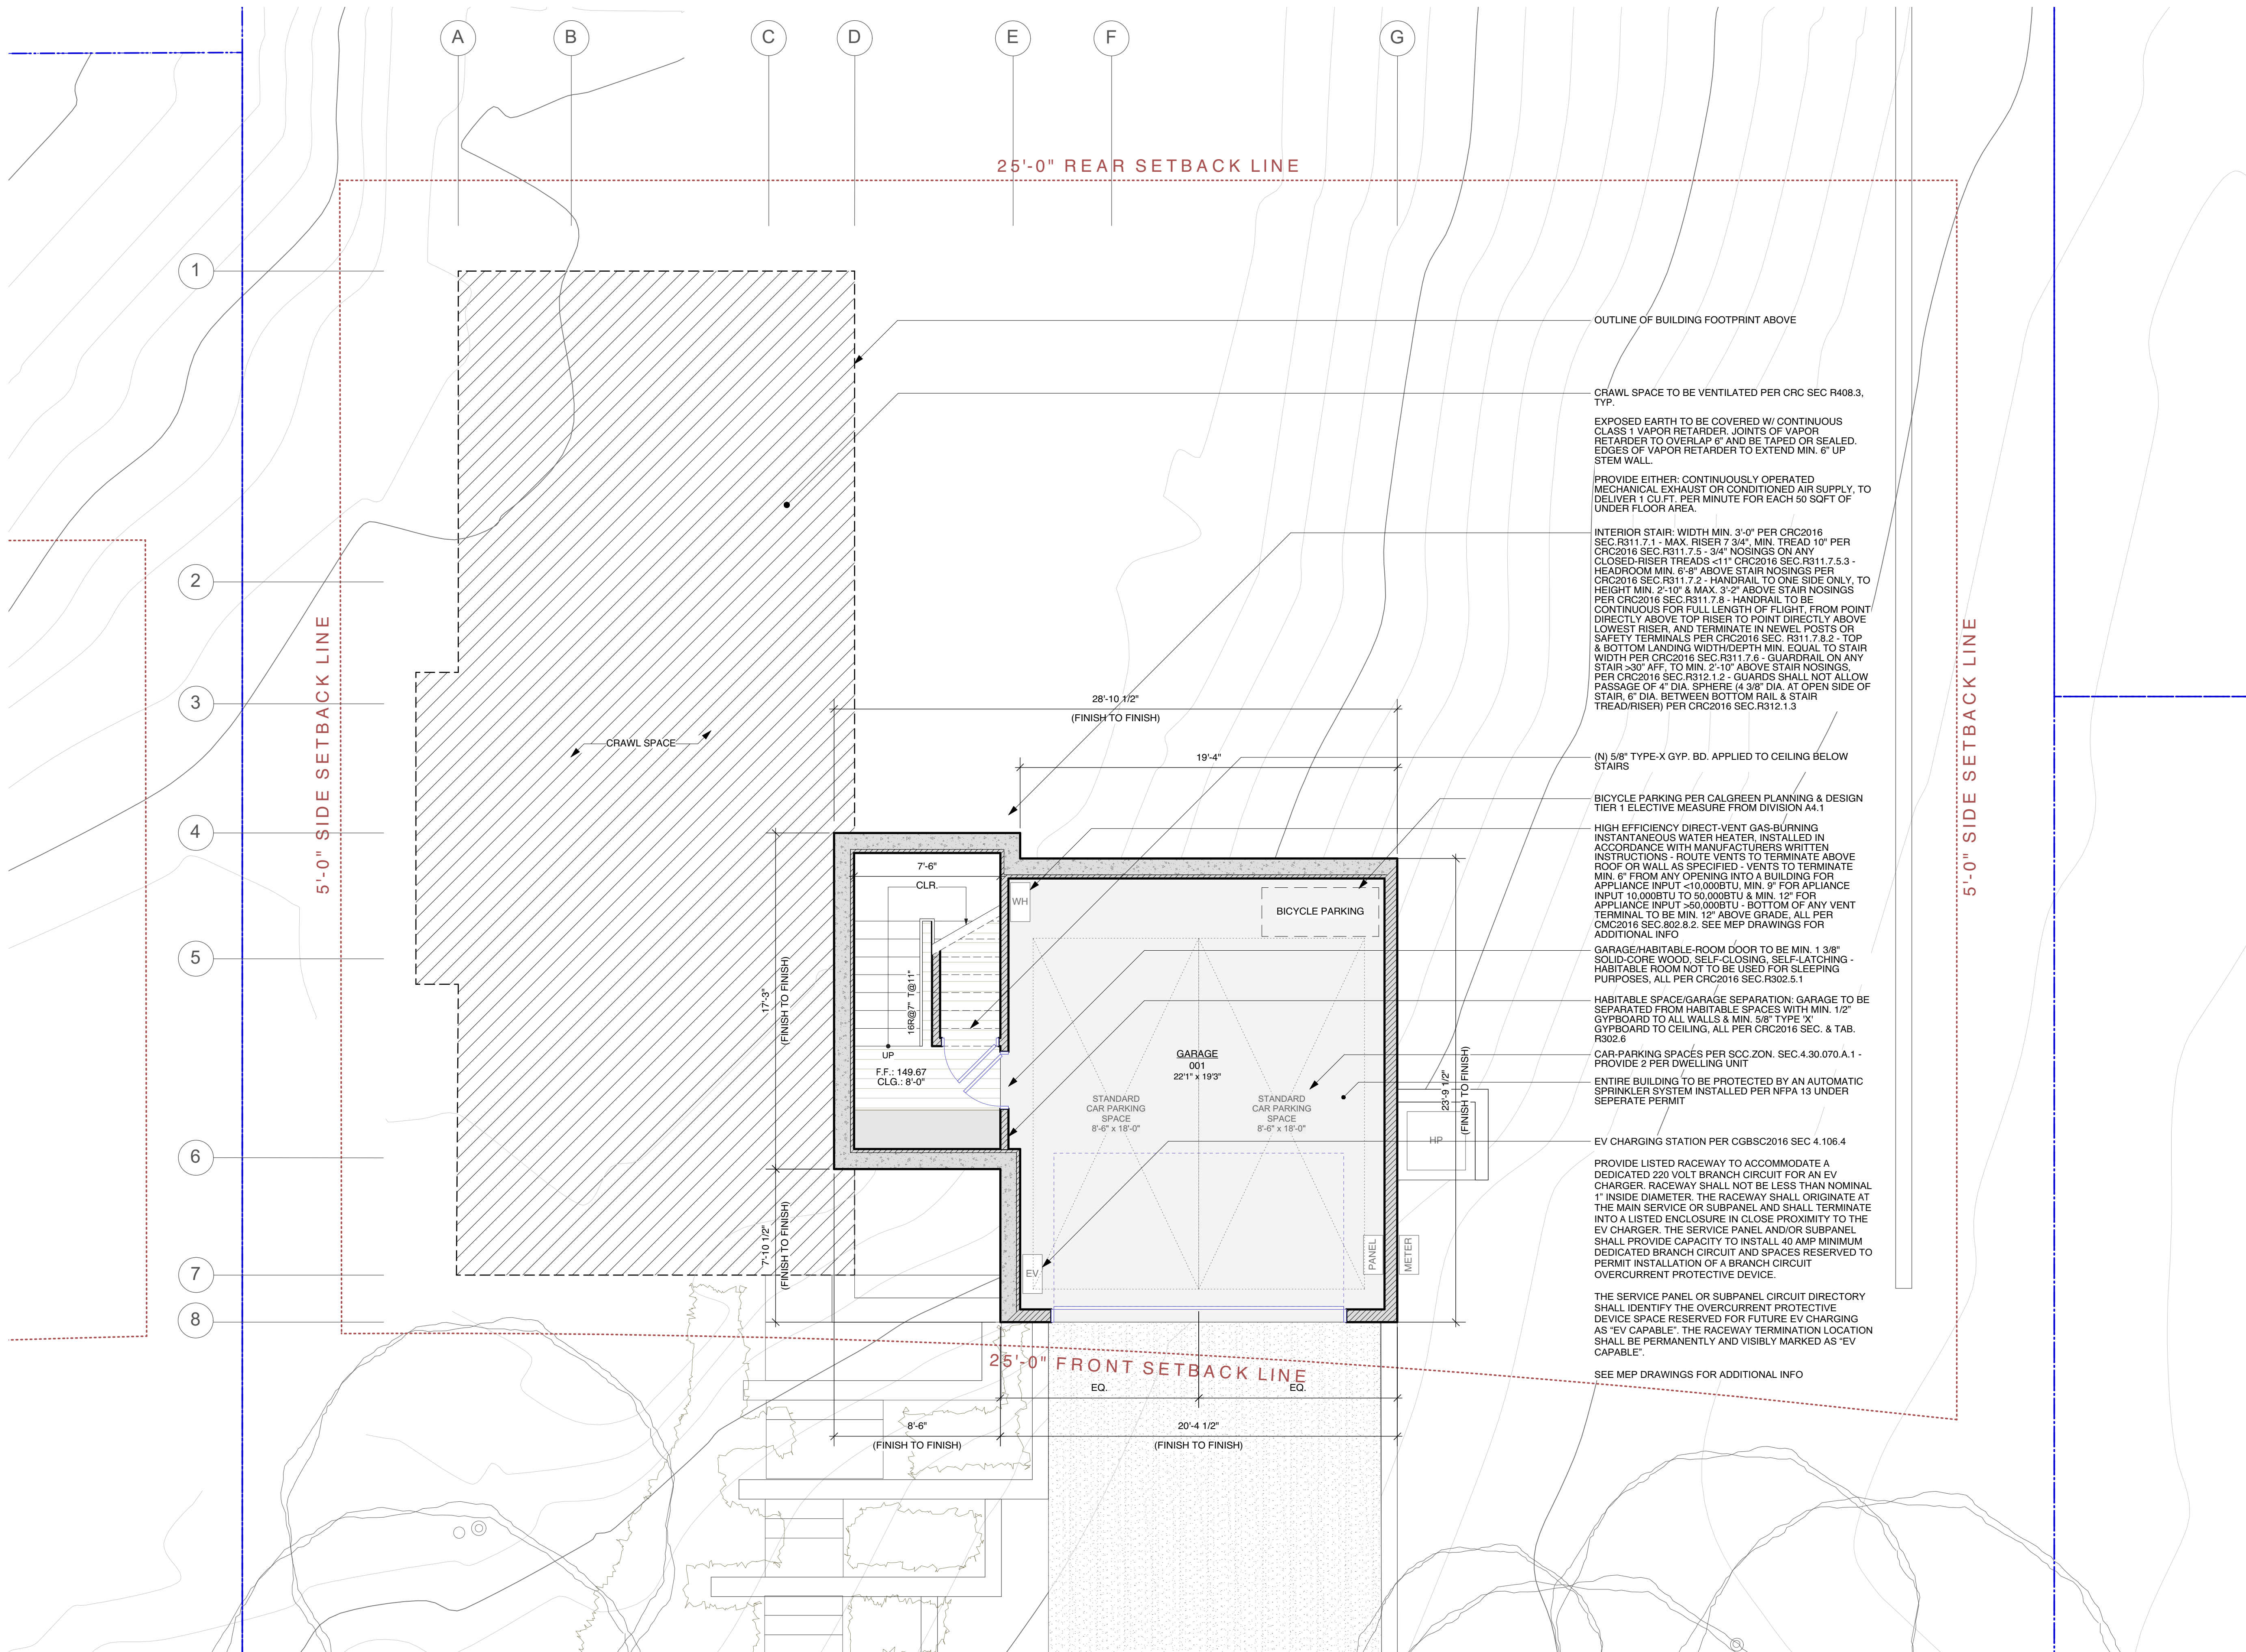 A
B
C
D
E
F
G
25'-0" REAR SETBACK LINE
1
2
3
4
5
6
7
8
5'-0" SIDE SETBACK LINE
5'-0" SIDE SETBACK LINE
OUTLINE OF BUILDING FOOTPRINT ABOVE
CRAWL SPACE TO BE VENTILATED PER CRC SEC R408.3,
TYP.
EXPOSED EARTH TO BE COVERED W/ CONTINUOUS
CLASS 1 VAPOR RETARDER. JOINTS OF VAPOR
RETARDER TO OVERLAP 6" AND BE TAPED OR SEALED.
EDGES OF VAPOR RETARDER TO EXTEND MIN. 6" UP
STEM WALL.
PROVIDE EITHER: CONTINUOUSLY OPERATED
MECHANICAL EXHAUST OR CONDITIONED AIR SUPPLY, TO
DELIVER 1 CU.FT. PER MINUTE FOR EACH 50 SQFT OF
UNDER FLOOR AREA.
INTERIOR STAIR: WIDTH MIN. 3'-0" PER CRC2016
SEC.R311.7.1 - MAX. RISER 7 3/4", MIN. TREAD 10" PER
CRC2016 SEC.R311.7.5 - 3/4" NOSINGS ON ANY
CLOSED-RISER TREADS <11" CRC2016 SEC.R311.7.5.3 -
HEADROOM MIN. 6'-8" ABOVE STAIR NOSINGS PER
CRC2016 SEC.R311.7.2 - HANDRAIL TO ONE SIDE ONLY, TO
HEIGHT MIN. 2'-10" & MAX. 3'-2" ABOVE STAIR NOSINGS
PER CRC2016 SEC.R311.7.8 - HANDRAIL TO BE
CONTINUOUS FOR FULL LENGTH OF FLIGHT, FROM POINT
DIRECTLY ABOVE TOP RISER TO POINT DIRECTLY ABOVE
LOWEST RISER, AND TERMINATE IN NEWEL POSTS OR
SAFETY TERMINALS PER CRC2016 SEC. R311.7.8.2 - TOP
& BOTTOM LANDING WIDTH/DEPTH MIN. EQUAL TO STAIR
WIDTH PER CRC2016 SEC.R311.7.6 - GUARDRAIL ON ANY
STAIR >30" AFF, TO MIN. 2'-10" ABOVE STAIR NOSINGS,
PER CRC2016 SEC.R312.1.2 - GUARDS SHALL NOT ALLOW
PASSAGE OF 4" DIA. SPHERE (4 3/8" DIA. AT OPEN SIDE OF
STAIR, 6" DIA. BETWEEN BOTTOM RAIL & STAIR
TREAD/RISER) PER CRC2016 SEC.R312.1.3
(N) 5/8" TYPE-X GYP. BD. APPLIED TO CEILING BELOW
STAIRS
BICYCLE PARKING PER CALGREEN PLANNING & DESIGN
TIER 1 ELECTIVE MEASURE FROM DIVISION A4.1
HIGH EFFICIENCY DIRECT-VENT GAS-BURNING
INSTANTANEOUS WATER HEATER, INSTALLED IN
ACCORDANCE WITH MANUFACTURERS WRITTEN
INSTRUCTIONS - ROUTE VENTS TO TERMINATE ABOVE
ROOF OR WALL AS SPECIFIED - VENTS TO TERMINATE
MIN. 6" FROM ANY OPENING INTO A BUILDING FOR
APPLIANCE INPUT <10,000BTU, MIN. 9" FOR APLIANCE
INPUT 10,000BTU TO 50,000BTU & MIN. 12" FOR
APPLIANCE INPUT >50,000BTU - BOTTOM OF ANY VENT
TERMINAL TO BE MIN. 12" ABOVE GRADE, ALL PER
CMC2016 SEC.802.8.2. SEE MEP DRAWINGS FOR
ADDITIONAL INFO
GARAGE/HABITABLE-ROOM DOOR TO BE MIN. 1 3/8"
SOLID-CORE WOOD, SELF-CLOSING, SELF-LATCHING -
HABITABLE ROOM NOT TO BE USED FOR SLEEPING
PURPOSES, ALL PER CRC2016 SEC.R302.5.1
HABITABLE SPACE/GARAGE SEPARATION: GARAGE TO BE
SEPARATED FROM HABITABLE SPACES WITH MIN. 1/2"
GYPBOARD TO ALL WALLS & MIN. 5/8" TYPE 'X'
GYPBOARD TO CEILING, ALL PER CRC2016 SEC. & TAB.
R302.6
CAR-PARKING SPACES PER SCC.ZON. SEC.4.30.070.A.1 -
PROVIDE 2 PER DWELLING UNIT
ENTIRE BUILDING TO BE PROTECTED BY AN AUTOMATIC
SPRINKLER SYSTEM INSTALLED PER NFPA 13 UNDER
SEPERATE PERMIT
EV CHARGING STATION PER CGBSC2016 SEC 4.106.4
PROVIDE LISTED RACEWAY TO ACCOMMODATE A
DEDICATED 220 VOLT BRANCH CIRCUIT FOR AN EV
CHARGER. RACEWAY SHALL NOT BE LESS THAN NOMINAL
1" INSIDE DIAMETER. THE RACEWAY SHALL ORIGINATE AT
THE MAIN SERVICE OR SUBPANEL AND SHALL TERMINATE
INTO A LISTED ENCLOSURE IN CLOSE PROXIMITY TO THE
EV CHARGER. THE SERVICE PANEL AND/OR SUBPANEL
SHALL PROVIDE CAPACITY TO INSTALL 40 AMP MINIMUM
DEDICATED BRANCH CIRCUIT AND SPACES RESERVED TO
PERMIT INSTALLATION OF A BRANCH CIRCUIT
OVERCURRENT PROTECTIVE DEVICE.
THE SERVICE PANEL OR SUBPANEL CIRCUIT DIRECTORY
SHALL IDENTIFY THE OVERCURRENT PROTECTIVE
DEVICE SPACE RESERVED FOR FUTURE EV CHARGING
AS “EV CAPABLE”. THE RACEWAY TERMINATION LOCATION
SHALL BE PERMANENTLY AND VISIBLY MARKED AS “EV
CAPABLE”.
SEE MEP DRAWINGS FOR ADDITIONAL INFO
CRAWL SPACE
28'-10 1/2"
(FINISH TO FINISH)
19'-4"
7'-6"
CLR.
WH
BICYCLE PARKING
17'-3"
(FINISH TO FINISH)
16R@7" T@11"
UP
F.F.: 149.67
CLG.: 8'-0"
GARAGE
001
22'1" x 19'3"
STANDARD
CAR PARKING
SPACE
8'-6" x 18'-0"
STANDARD
CAR PARKING
SPACE
8'-6" x 18'-0"
23'-9 1/2"
(FINISH TO FINISH)
HP
7'-10 1/2"
(FINISH TO FINISH)
EV
PANEL
METER
25'-0" FRONT SETBACK LINE
EQ.
EQ.
8'-6"
(FINISH TO FINISH)
20'-4 1/2"
(FINISH TO FINISH)